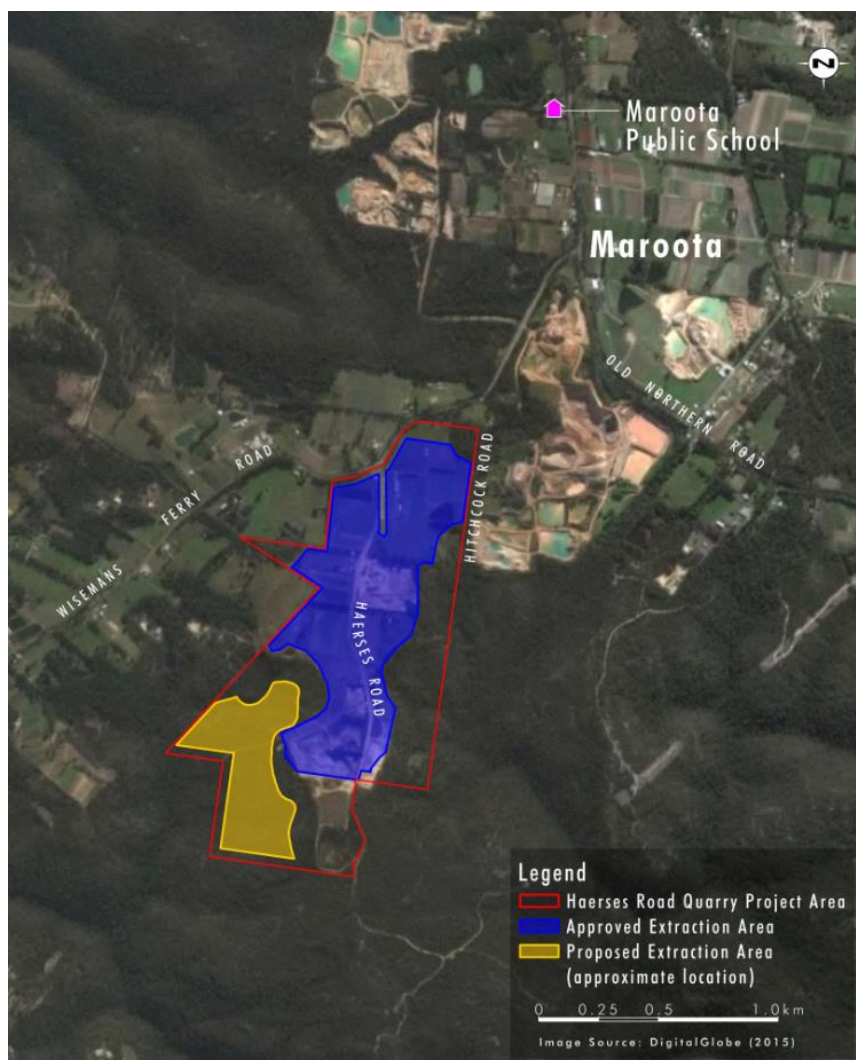 N
Maroota
Public School
Maroota
OLD NORTHERN ROAD
HITCHCOCK ROAD
WISEMANS FERRY ROAD
HAERSES ROAD
Legend
Haerses Road Quarry Project Area
Approved Extraction Area
Proposed Extraction Area
(approximate location)
0 0.25 0.5 1.0km
Image Source: DigitalGlobe (2015)